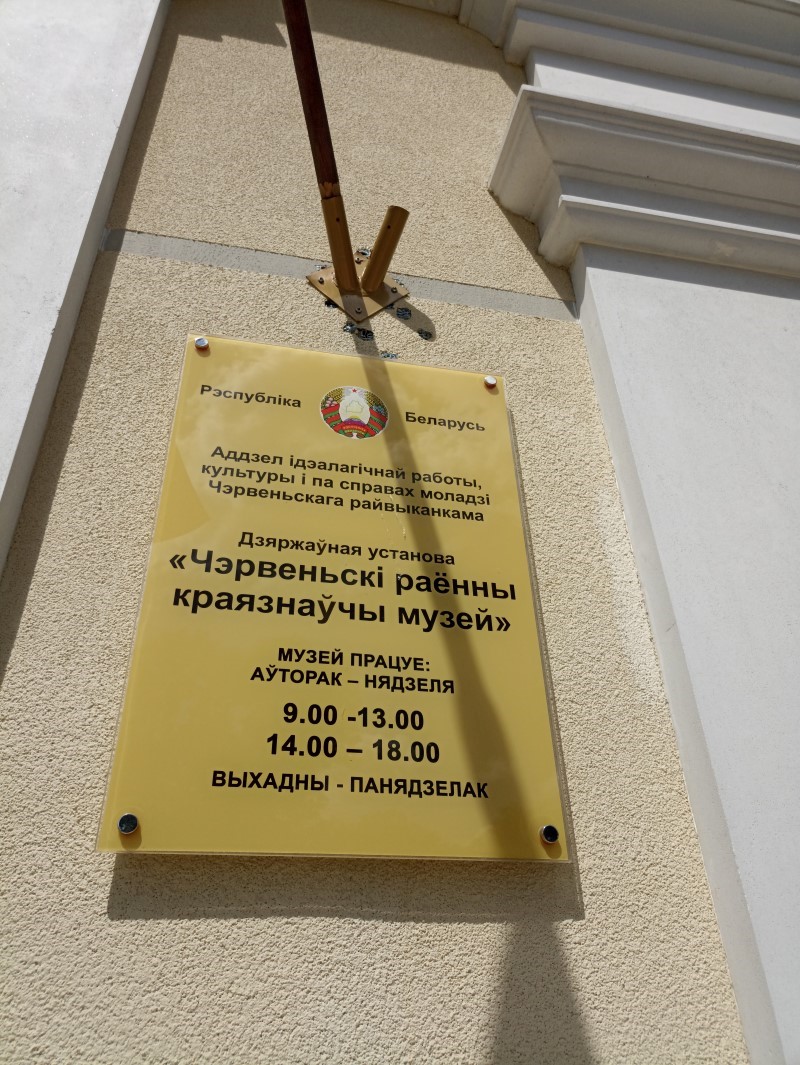 Рэспубліка Беларусь
Аддзел ідэалагічнай работы,
культуры і па справах моладзі
Чэрвеньскага райвыканкама
Дзяржаўная установа
«Чэрвеньскі раённы
краязнаўчы музей»
МУЗЕЙ ПРАЦУЕ:
АЎТОРАК – НЯДЗЕЛЯ
9.00 -13.00
14.00 – 18.00
ВЫХАДНЫ - ПАНЯДЗЕЛАК